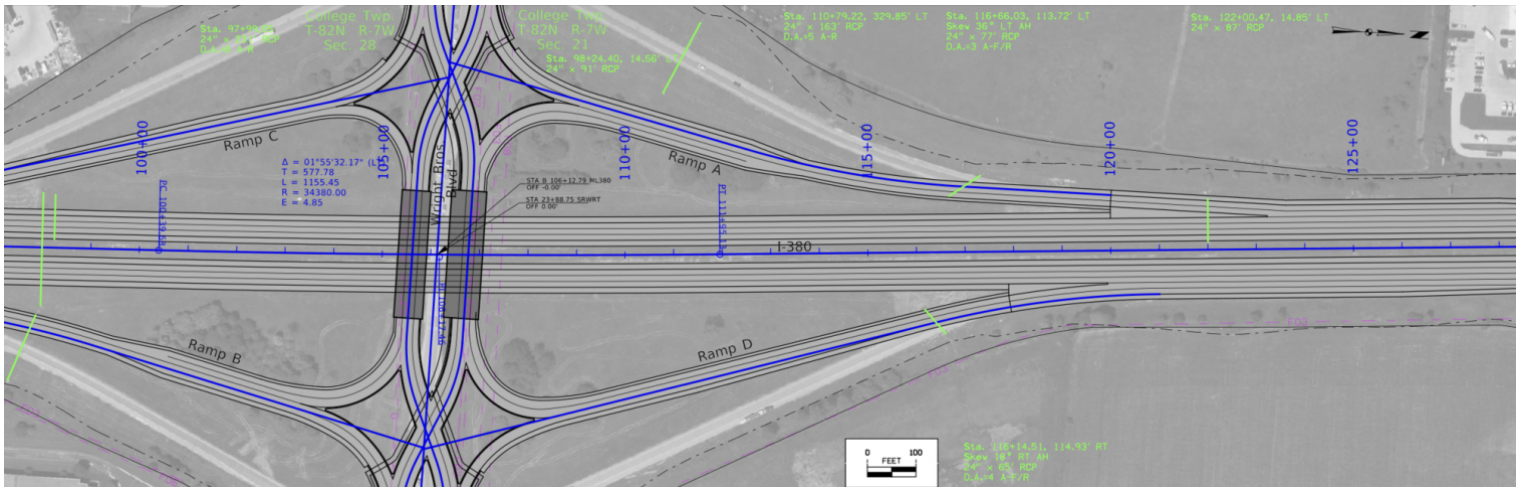 College Twp.
T-82N R-7W
Sec 28
College Twp.
T-82N R-7W
Sec. 21
Sta. 98+24.40, 14.56'
24" x 91' RCP
Sta. 110+79.22, 329.85' LT
24" x 163' RCP
D.A.=5 A-R
Sta. 116+66.03, 113.72' LT
Skew 36° LT AH
24" x 77' RCP
D.A.=3 A-F/R
Sta. 122+00.47, 14.85' LT
24" x 87' RCP
N
100+00
105+00
110+00
115+00
120+00
125+00
Ramp C
Ramp A
Δ = 01°55'32.17" (LT)
T = 577.78
L = 1155.45
R = 34380.00
E = 4.85
Wright Bros.
Blvd
STA B 106+12.79 ML380
OFF -0.00'
STA 23+88.75 SRWRT
OFF 0.00'
I-380
Ramp B
Ramp D
0 100
FEET
Sta. 116+14.51, 114.93' RT
Skew 18° RT AH
24" x 65' RCP
D.A.=4 A-F/R